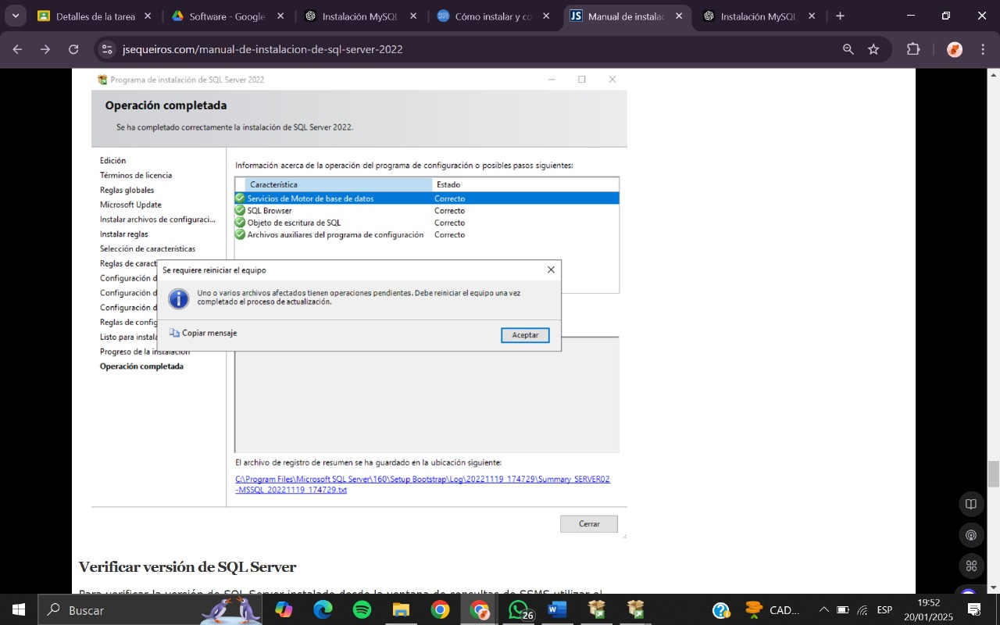 Detalles de la tarea
Software - Google
Instalación MySQL
Cómo instalar y co
JS Manual de instalac
Instalación MySQL
jsequeiros.com/manual-de-instalacion-de-sql-server-2022
Programa de instalación de SQL Server 2022
Operación completada
Se ha completado correctamente la instalación de SQL Server 2022.
Edición
Términos de licencia
Reglas globales
Microsoft Update
Instalar archivos de configuraci...
Instalar reglas
Selección de características
Reglas de caract
Configuración d
Configuración d
Configuración d
Reglas de config
Listo para instala
Progreso de la instalación
Operación completada
Información acerca de la operación del programa de configuración o posibles pasos siguientes:
Característica Estado
Servicios de Motor de base de datos Correcto
SQL Browser Correcto
Objeto de escritura de SQL Correcto
Archivos auxiliares del programa de configuración Correcto
Se requiere reiniciar el equipo
Uno o varios archivos afectados tienen operaciones pendientes. Debe reiniciar el equipo una vez
completado el proceso de actualización.
Copiar mensaje
Aceptar
El archivo de registro de resumen se ha guardado en la ubicación siguiente:
C:\Program Files\Microsoft SQL Server\160\Setup Bootstrap\Log\20221119_174729\Summary_SERVER02
-MSSQL_20221119_174729.txt
Cerrar
Verificar versión de SQL Server
Para verificar la versión de SQL Server instalado desde la ventana de consultas de SSMS utilizar el
Buscar
26
CAD...
ESP
19:52
20/01/2025